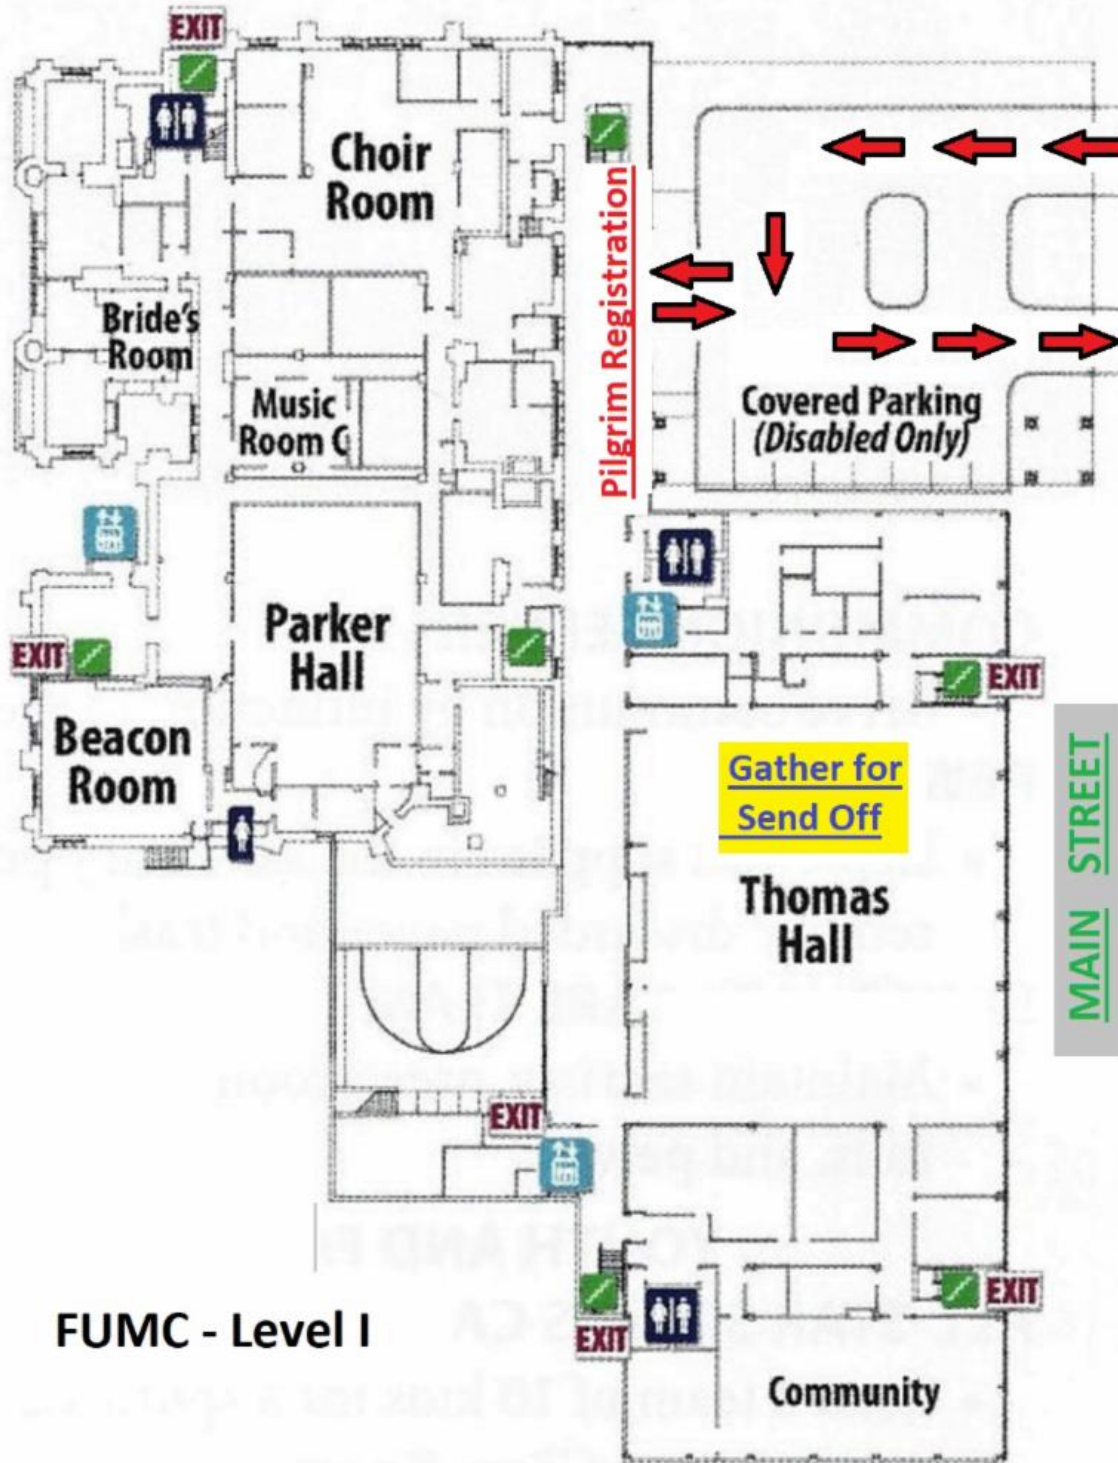 EXIT
Choir
Room
Pilgrim Registration
Bride's
Room
Music
Room C
Covered Parking
(Disabled Only)
Parker
Hall
EXIT
EXIT
Beacon
Room
Gather for
Send Off
Thomas
Hall
MAIN STREET
EXIT
EXIT
FUMC - Level I
EXIT
Community